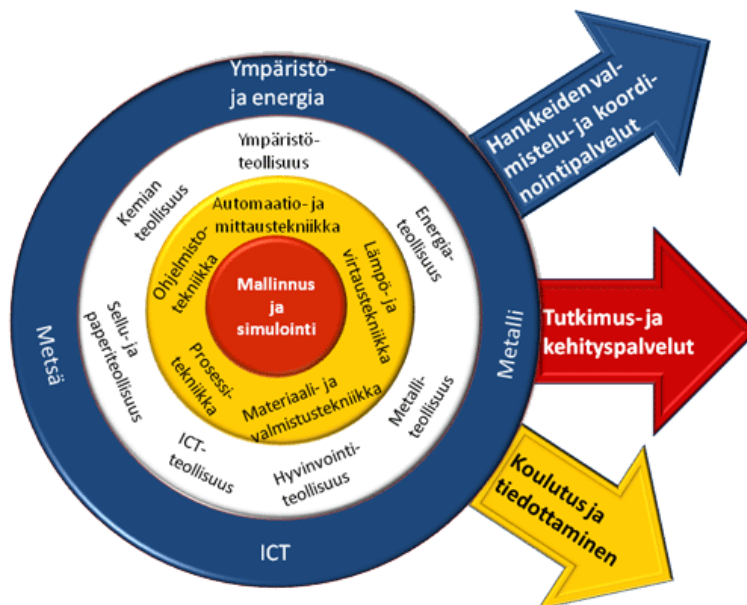 Ympäristö-
ja energia
Ympäristö-
teollisuus
Kemian
teollisuus
Energia-
teollisuus
Automaatio- ja
mittaustekniikka
Ohjelmisto-
tekniikka
Lämpö- ja
virtaustekniikka
Mallinnus
ja
simulointi
Metsä
Metalli
Sellu- ja
paperiteollisuus
Prosessi-
tekniikka
Materiaali- ja
valmistustekniikka
Metalli-
teollisuus
ICT-
teollisuus
Hyvinvointi-
teollisuus
ICT
Hankkeiden val-
mistelu- ja koordi-
nointipalvelut
Tutkimus- ja
kehityspalvelut
Koulutus ja
tiedottaminen